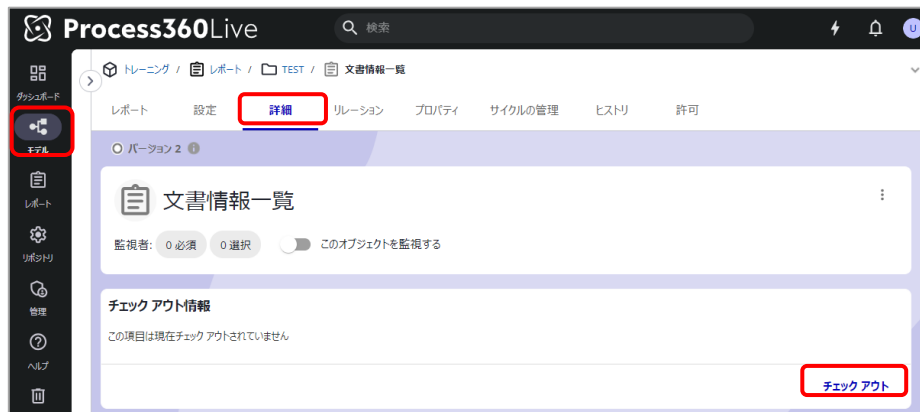 Process360Live
検索
U
ダッシュボード
モデル
レポート
リポジトリ
管理
ヘルプ
トレーニング / レポート / TEST / 文書情報一覧
レポート 設定 詳細 リレーション プロパティ サイクルの管理 ヒストリ 許可
バージョン 2
文書情報一覧
監視者: 0 必須 0 選択 このオブジェクトを監視する
チェック アウト情報
この項目は現在チェック アウトされていません
チェック アウト